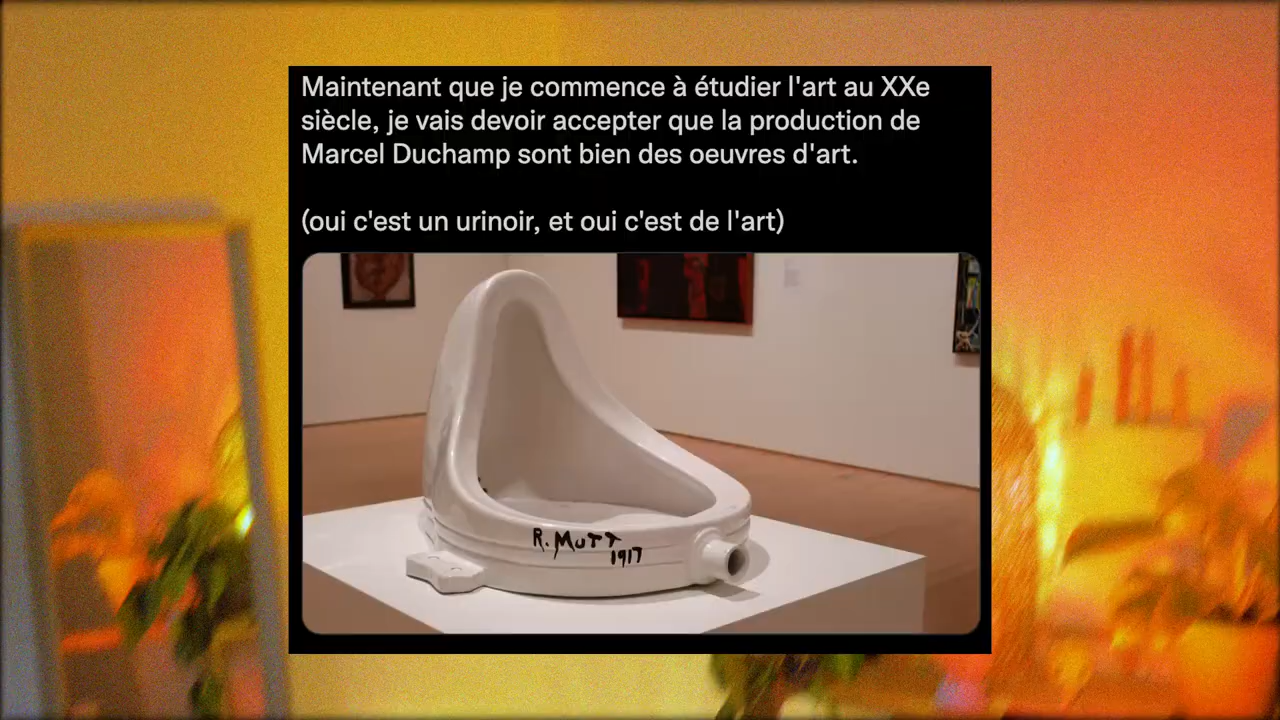 Maintenant que je commence à étudier l'art au XXe
siècle, je vais devoir accepter que la production de
Marcel Duchamp sont bien des oeuvres d'art.
(oui c'est un urinoir, et oui c'est de l'art)
R. MUTT
1917